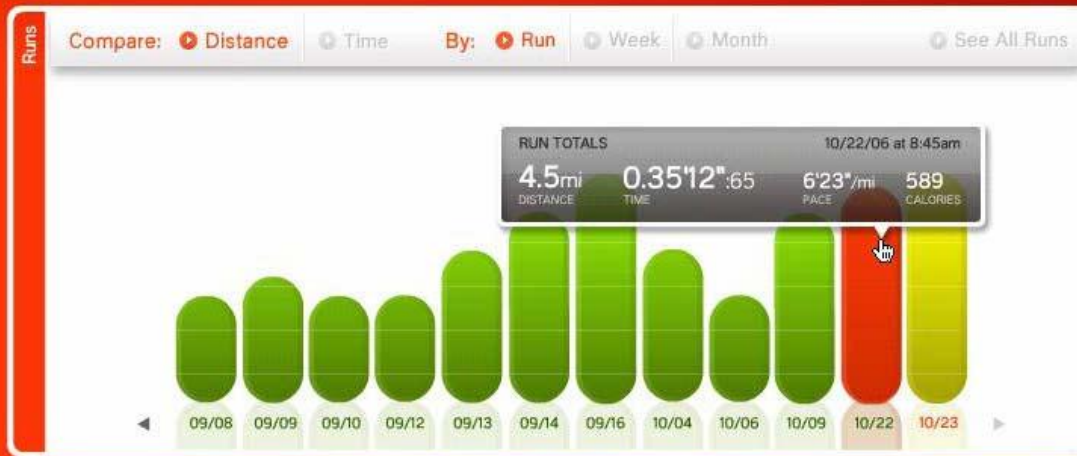 Runs
Compare: Distance Time By: Run Week Month See All Runs
RUN TOTALS 10/22/06 at 8:45am
4.5mi 0.35'12":65 6'23"/mi 589
DISTANCE TIME PACE CALORIES
09/08 09/09 09/10 09/12 09/13 09/14 09/16 10/04 10/06 10/09 10/22 10/23